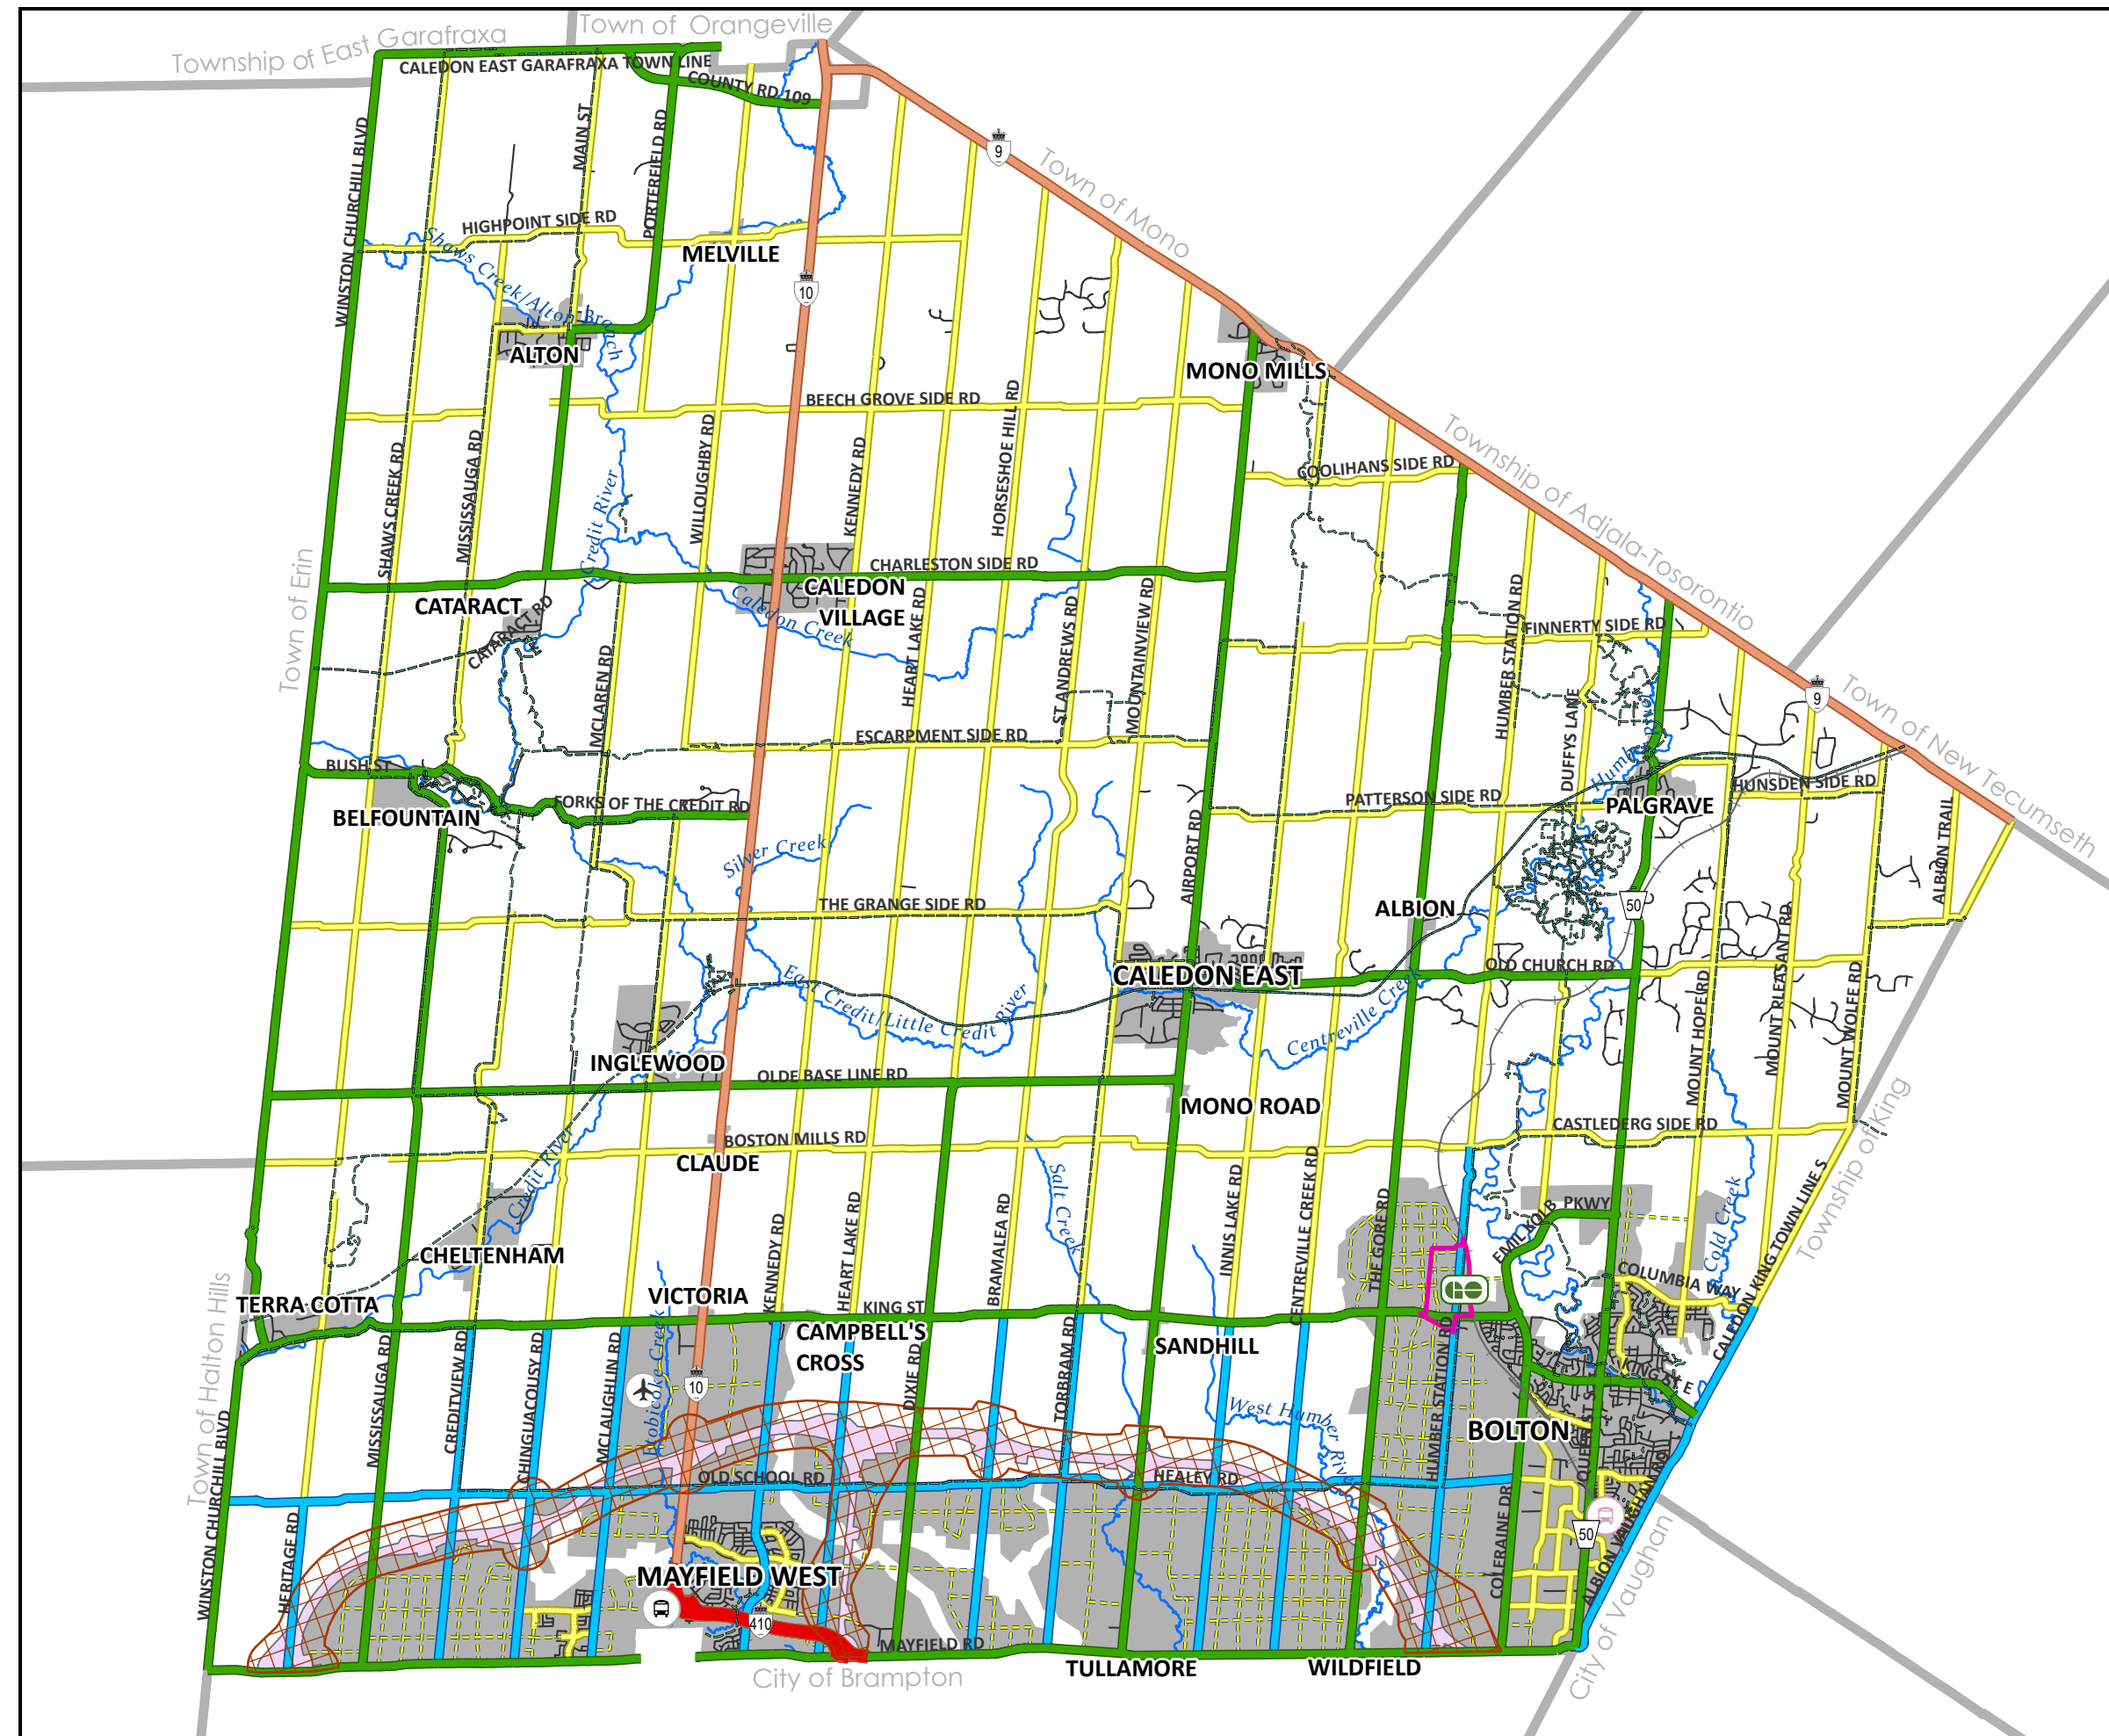 Town of Orangeville
Township of East Garafraxa
CALEDON EAST GARAFRAXA TOWN LINE
COUNTY RD 109
WINSTON CHURCHILL BLVD
MAIN ST
PORTERFIELD RD
9
Town of Mono
HIGHPOINT SIDE RD
Shaws Creek/Alton Branch
MELVILLE
10
ALTON
MONO MILLS
BEECH GROVE SIDE RD
HORSESHOE HILL RD
SHAWS CREEK RD
MISSISSAUGA RD
WILLOUGHBY RD
KENNEDY RD
Credit River
COOLIHANS SIDE RD
Township of Adjala-Tosorontio
Town of Erin
CHARLESTON SIDE RD
CATARACT
CATARACT RD
CALEDON
VILLAGE
Caledon Creek
HEART LAKE RD
ST ANDREWS RD
MOUNTAINVIEW RD
HUMBER STATION RD
FINNERTY SIDE RD
MCLAREN RD
DUFFYS LANE
9
Town of New Tecumseth
ESCARPMENT SIDE RD
Humber River
BUSH ST
BELFOUNTAIN
FORKS OF THE CREDIT RD
PATTERSON SIDE RD
PALGRAVE
HUNSDEN SIDE RD
ALBION TRAIL
Silver Creek
AIRPORT RD
THE GRANGE SIDE RD
ALBION
50
MOUNT PLEASANT RD
CALEDON EAST
OLD CHURCH RD
MOUNT HOPE RD
MOUNT WOLFE RD
East Credit/Little Credit River
Centreville Creek
INGLEWOOD
OLDE BASE LINE RD
MONO ROAD
Township of King
BOSTON MILLS RD
CASTLEDERG SIDE RD
CLAUDE
Credit River
Salt Creek
INNIS LAKE RD
CENTREVILLE CREEK RD
THE GORE RD
EMIL KOLB
PKWY
Cold Creek
CALEDON KING TOWN LINE S
CHELTENHAM
KENNEDY RD
HEART LAKE RD
BRAMALEA RD
COLUMBIA WAY
Town of Halton Hills
TERRA COTTA
VICTORIA
KING ST
CAMPBELL'S
CROSS
SANDHILL
GO
MISSISSAUGA RD
CREDITVIEW RD
CHINGUACOUSY RD
MCLAUGHLIN RD
Etobicoke Creek
10
DIXIE RD
TORBRAM RD
West Humber River
HUMBER STATION RD
KING ST E
BOLTON
QUEEN ST S
WINSTON CHURCHILL BLVD
HERITAGE RD
OLD SCHOOL RD
HEALEY RD
COLERAINE DR
50
ALBION VAUGHAN RD
MAYFIELD WEST
410
MAYFIELD RD
City of Brampton
TULLAMORE
WILDFIELD
City of Vaughan